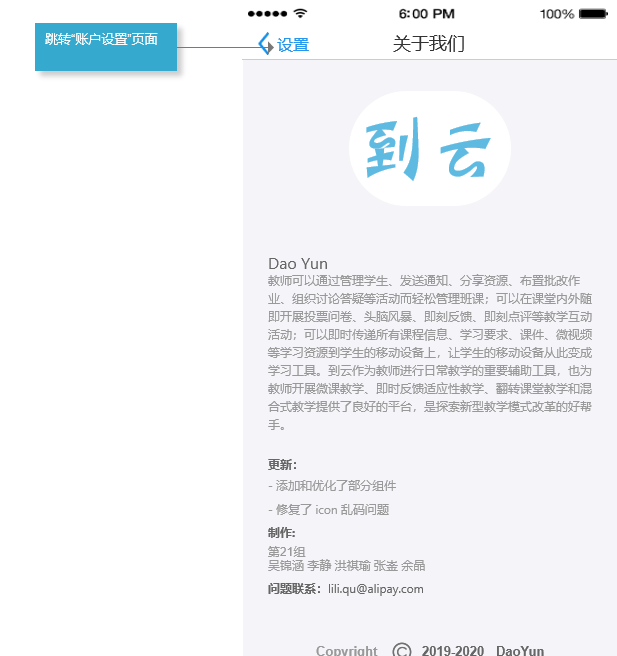 跳转“账户设置”页面
6:00 PM
100%
设置
关于我们
到云
Dao Yun
教师可以通过管理学生、发送通知、分享资源、布置批改作
业、组织讨论答疑等活动而轻松管理班课；可以在课堂内外随
即开展投票问卷、头脑风暴、即刻反馈、即刻点评等教学互动
活动；可以即时传递所有课程信息、学习要求、课件、微视频
等学习资源到学生的移动设备上，让学生的移动设备从此变成
学习工具。到云作为教师进行日常教学的重要辅助工具，也为
教师开展微课教学、即时反馈适应性教学、翻转课堂教学和混
合式教学提供了良好的平台，是探索新型教学模式改革的好帮
手。
更新：
- 添加和优化了部分组件
- 修复了 icon 乱码问题
制作:
第21组
吴锦涵 李静 洪祺瑜 张崟 余晶
问题联系：lili.qu@alipay.com
Copyright © 2019-2020 DaoYun